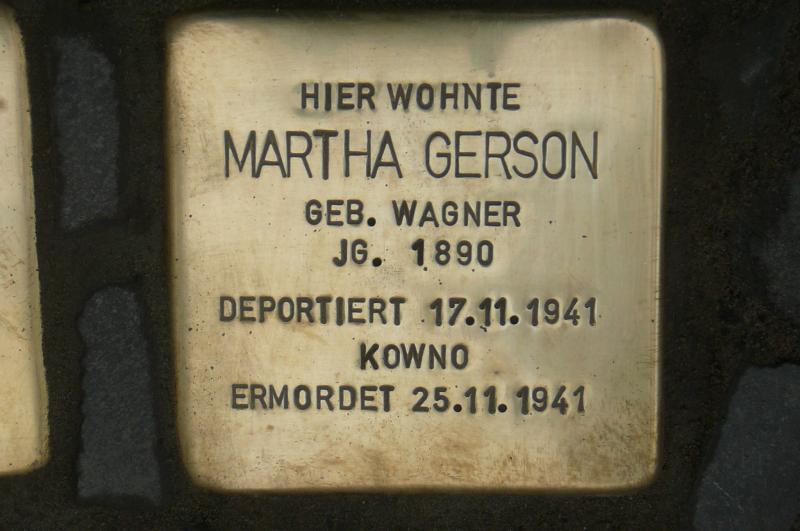 HIER WOHNTE
MARTHA GERSON
GEB. WAGNER
JG. 1890
DEPORTIERT 17.11.1941
KOWNO
ERMORDET 25.11.1941